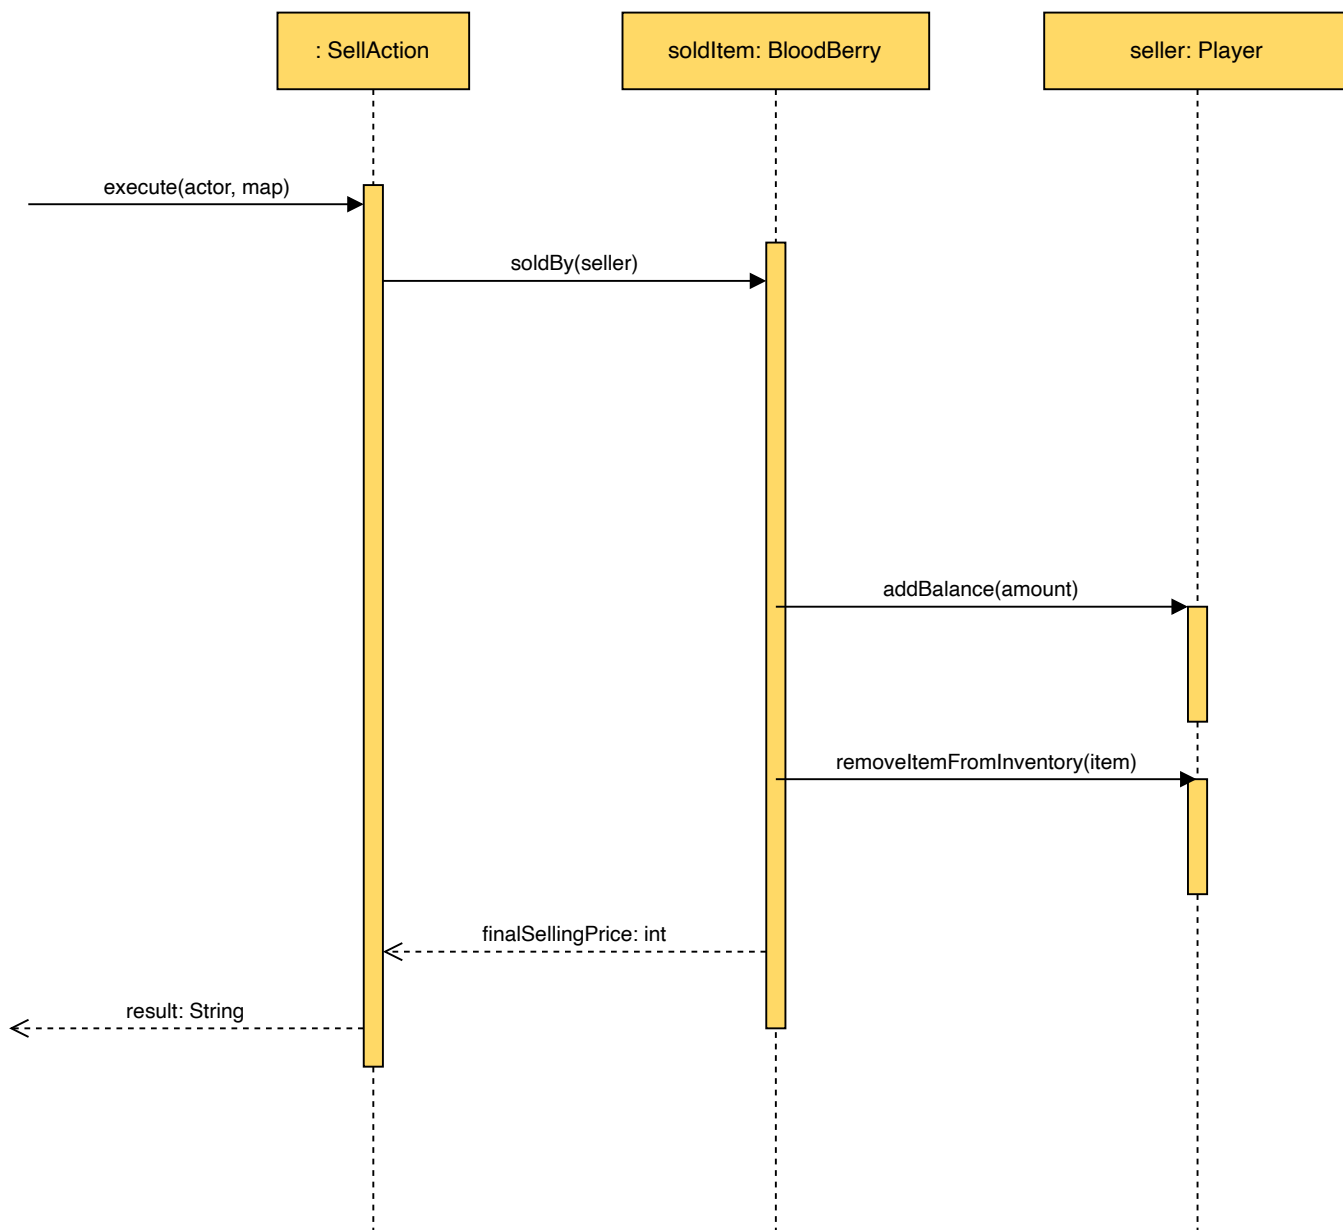 : SellAction
soldItem: BloodBerry
seller: Player
execute(actor, map)
soldBy(seller)
addBalance(amount)
removeItemFromInventory(item)
finalSellingPrice: int
result: String